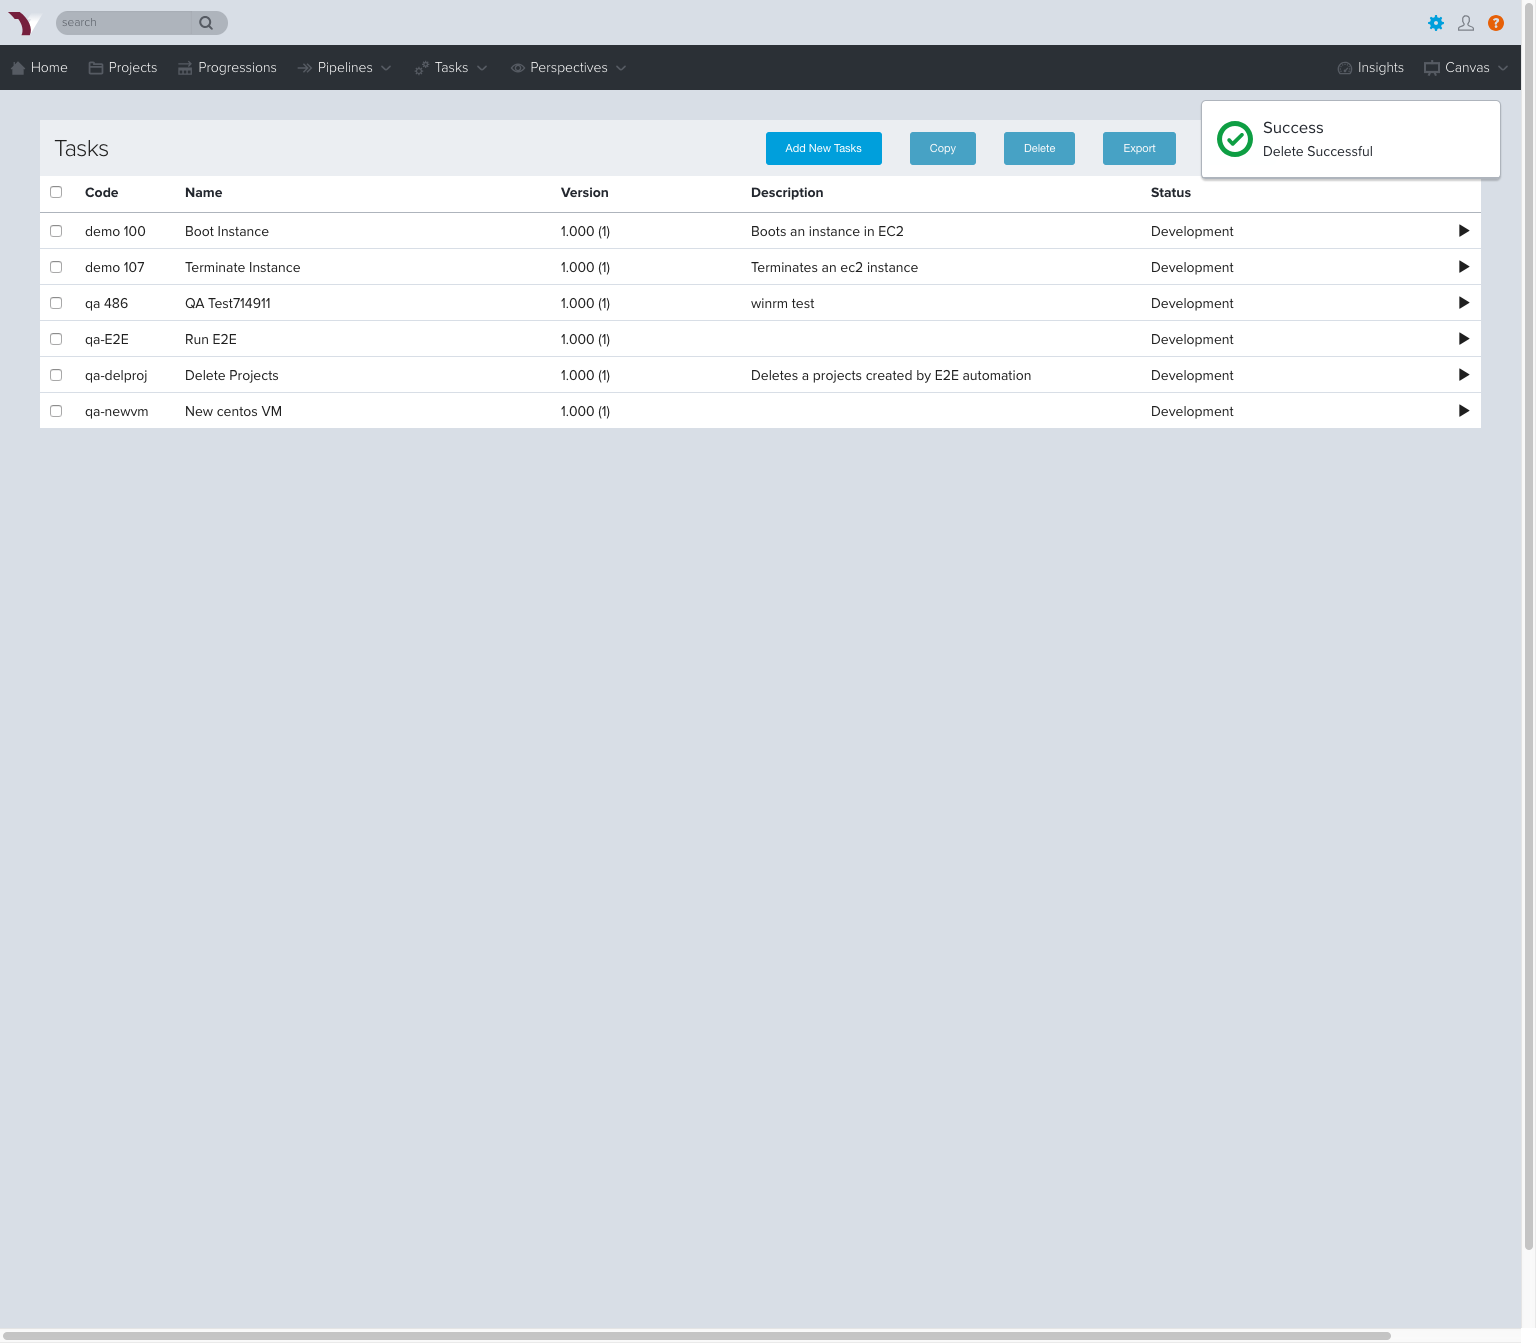 search
?
Home Projects Progressions Pipelines Tasks Perspectives Insights Canvas
Success
Delete Successful
Tasks Add New Tasks Copy Delete Export
Code Name Version Description Status
demo 100 Boot Instance 1.000 (1) Boots an instance in EC2 Development
demo 107 Terminate Instance 1.000 (1) Terminates an ec2 instance Development
qa 486 QA Test714911 1.000 (1) winrm test Development
qa-E2E Run E2E 1.000 (1) Development
qa-delproj Delete Projects 1.000 (1) Deletes a projects created by E2E automation Development
qa-newvm New centos VM 1.000 (1) Development